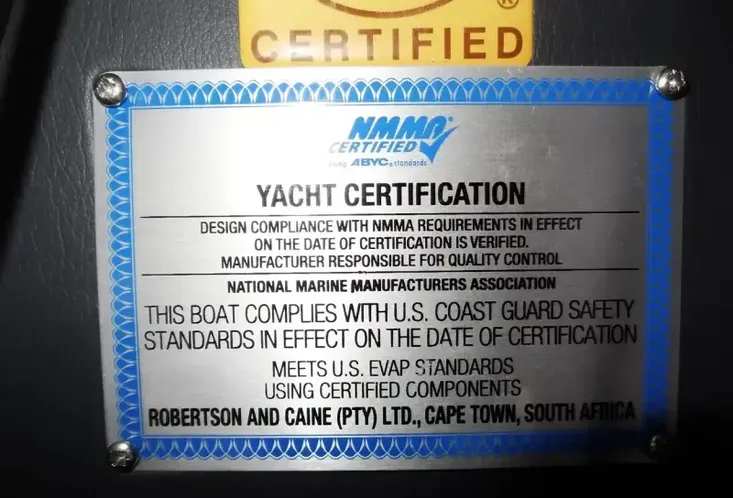 ®
CERTIFIED
NMMA®
CERTIFIED
using ABYC standards
YACHT CERTIFICATION
DESIGN COMPLIANCE WITH NMMA REQUIREMENTS IN EFFECT
ON THE DATE OF CERTIFICATION IS VERIFIED.
MANUFACTURER RESPONSIBLE FOR QUALITY CONTROL
NATIONAL MARINE MANUFACTURERS ASSOCIATION
THIS BOAT COMPLIES WITH U.S. COAST GUARD SAFETY
STANDARDS IN EFFECT ON THE DATE OF CERTIFICATION
MEETS U.S. EVAP STANDARDS
USING CERTIFIED COMPONENTS
ROBERTSON AND CAINE (PTY) LTD., CAPE TOWN, SOUTH AFRICA